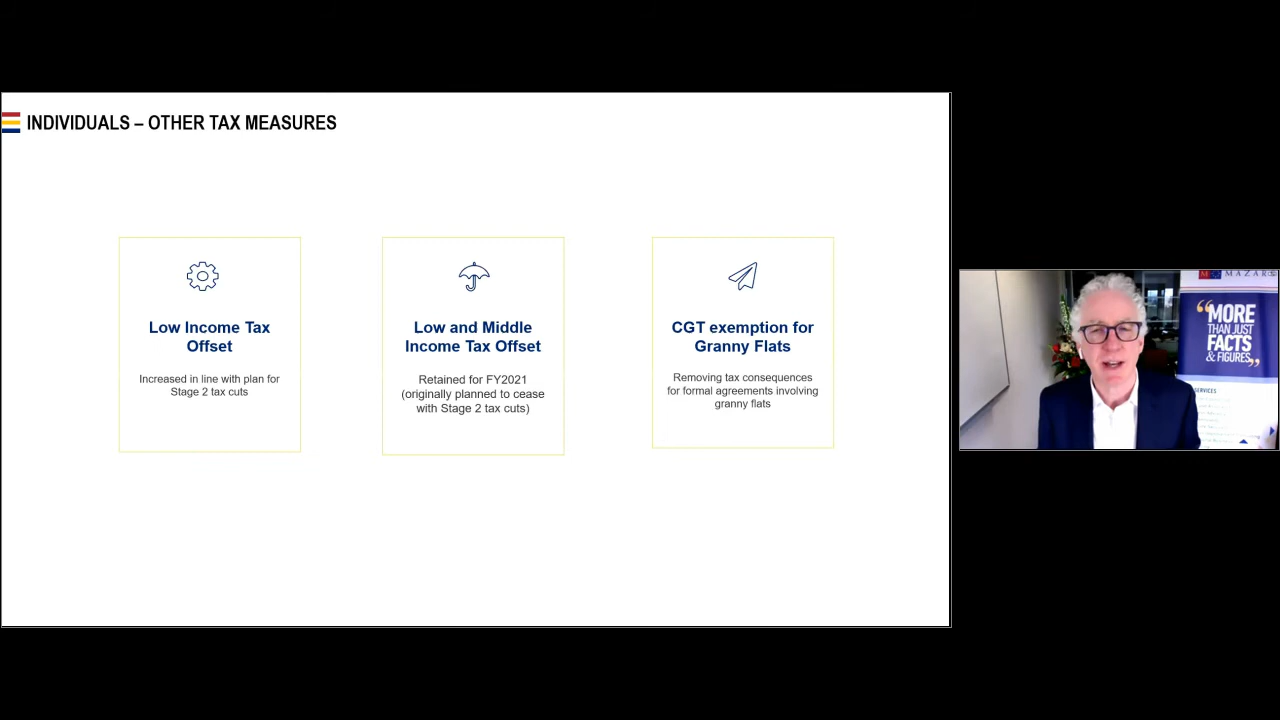 INDIVIDUALS – OTHER TAX MEASURES
Low Income Tax
Offset
Increased in line with plan for
Stage 2 tax cuts
Low and Middle
Income Tax Offset
Retained for FY2021
(originally planned to cease
with Stage 2 tax cuts)
CGT exemption for
Granny Flats
Removing tax consequences
for formal agreements involving
granny flats
M MAZAR
“MORE
THAN JUST
FACTS
& FIGURES”
SERVICES